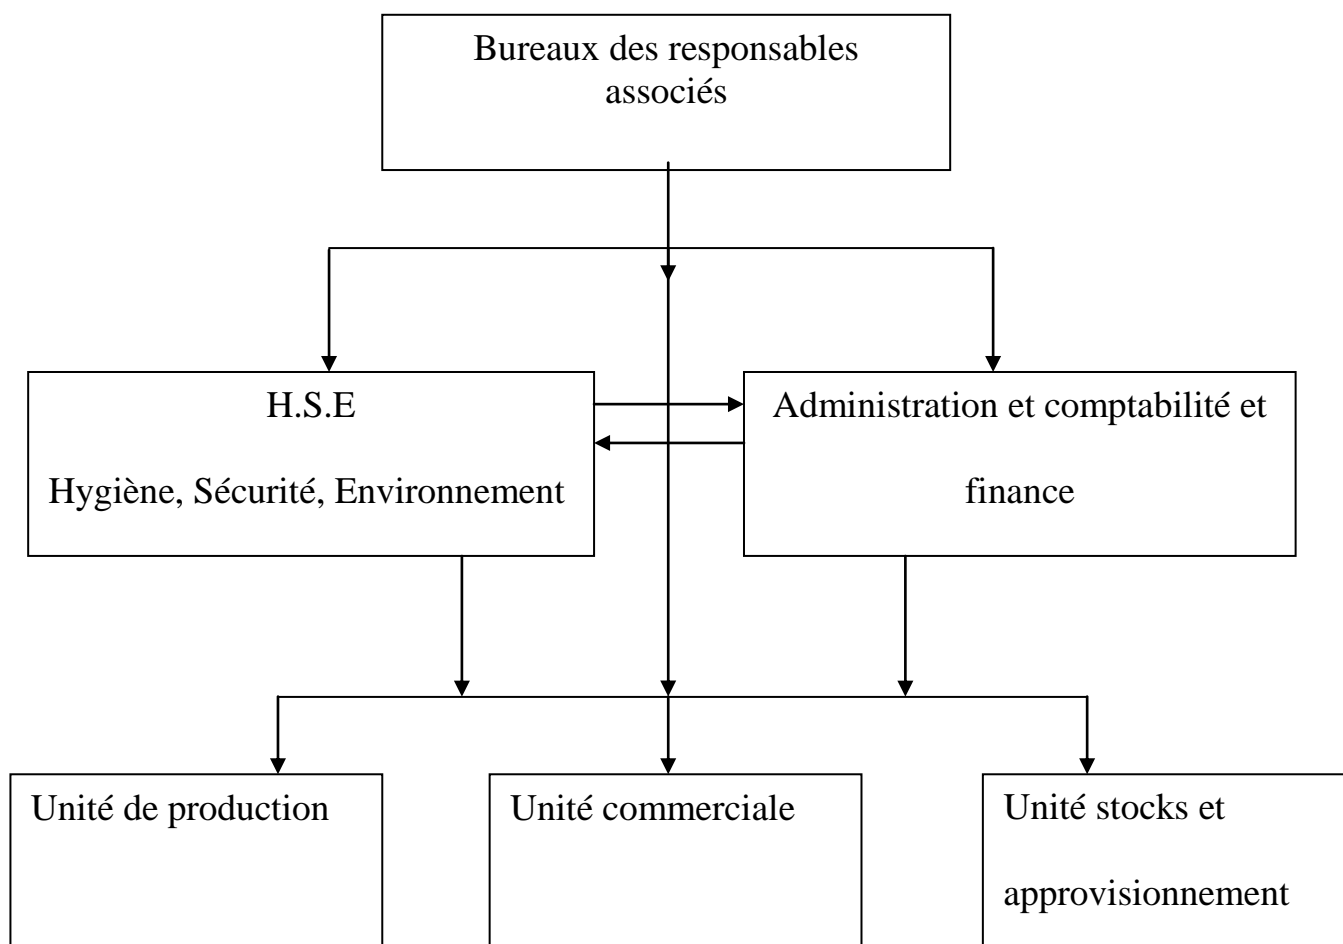 Bureaux des responsables
associés
H.S.E
Hygiène, Sécurité, Environnement
Administration et comptabilité et
finance
Unité de production
Unité commerciale
Unité stocks et
approvisionnement